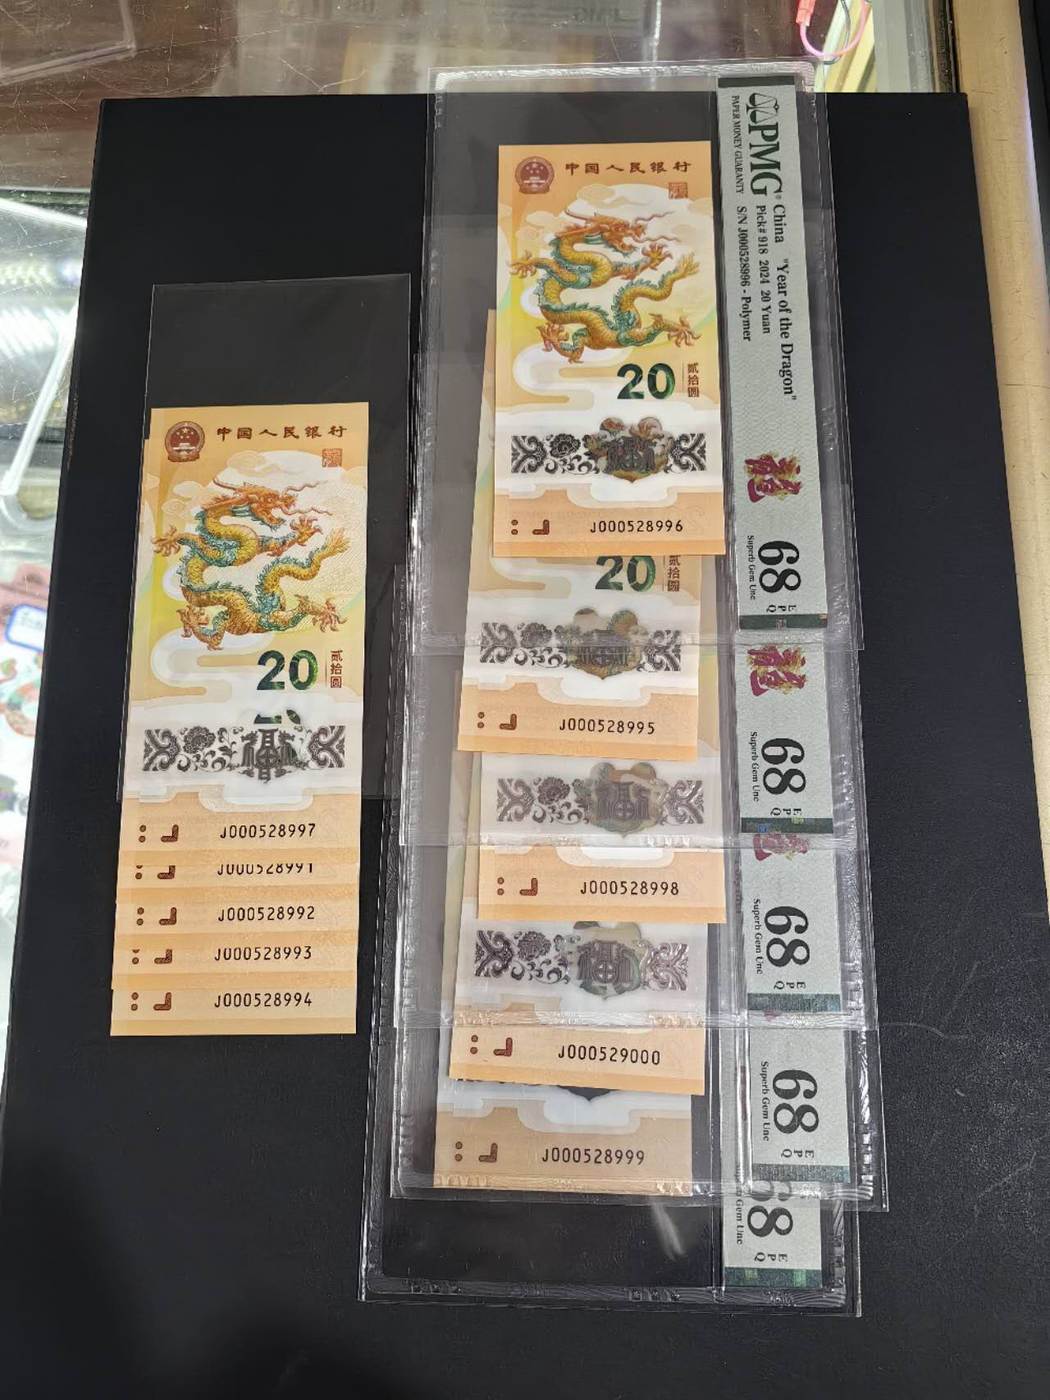 中国人民银行
20
贰拾圆
J000528997
J000528991
J000528992
J000528993
J000528994
PMG
PAPER MONEY GUARANTY
China "Year of the Dragon"
Pick# 918 2024 20 Yuan
S/N J000528996 - Polymer
68 EPQ
Superb Gem Unc
中国人民银行
20
贰拾圆
J000528996
20
贰拾圆
J000528995
68 EPQ
Superb Gem Unc
福
J000528998
68 EPQ
Superb Gem Unc
J000529000
68 EPQ
Superb Gem Unc
J000528999
68 EPQ
Gem Unc